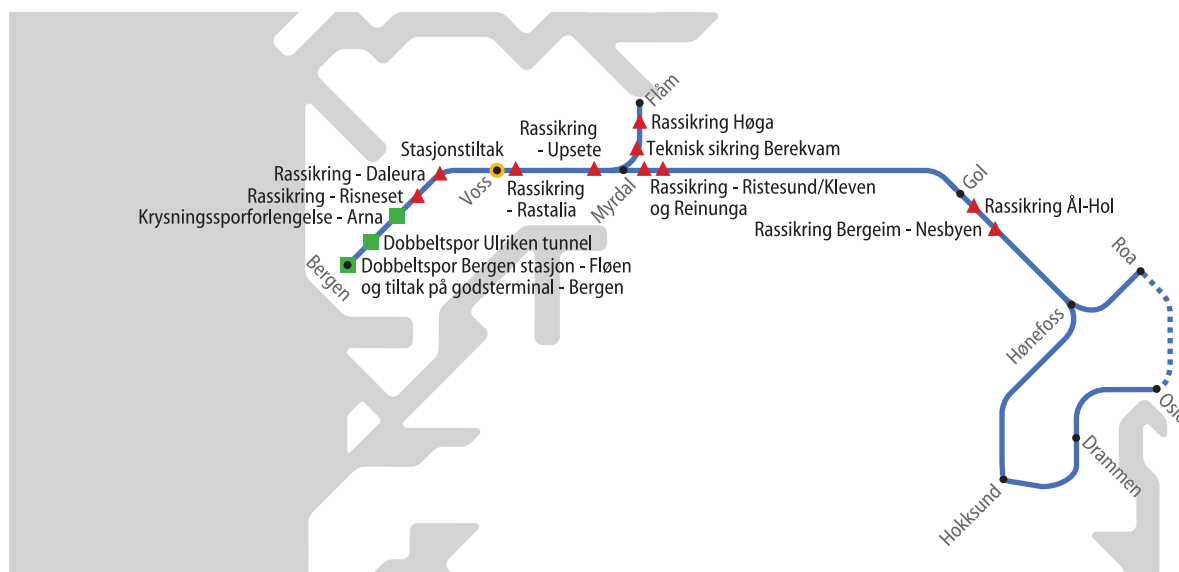 Flåm
Rassikring Høga
Rassikring
- Upsete
Teknisk sikring Berekvam
Stasjonstiltak
Rassikring - Daleura
Voss
Rassikring
- Rastalia
Myrdal
Rassikring - Ristesund/Kleven
og Reinunga
Gol
Rassikring - Risneset
Krysningssporforlengelse - Arna
Rassikring Ål-Hol
Rassikring Bergeim - Nesbyen
Dobbeltspor Ulriken tunnel
Bergen
Dobbeltspor Bergen stasjon - Fløen
og tiltak på godsterminal - Bergen
Roa
Hønefoss
Oslo
Drammen
Hokksund